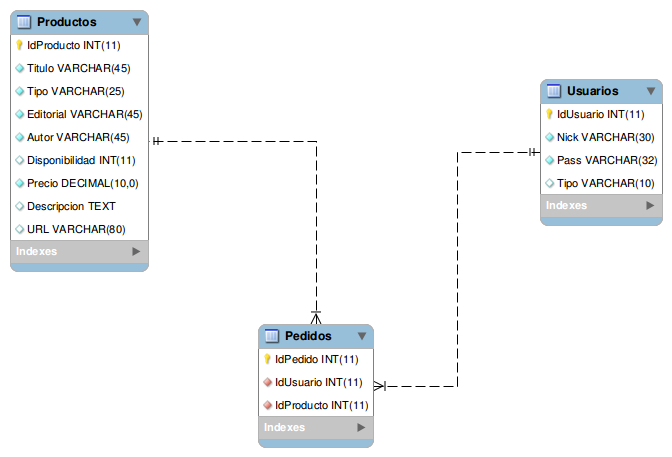 Productos
IdProducto INT(11)
Titulo VARCHAR(45)
Tipo VARCHAR(25)
Editorial VARCHAR(45)
Autor VARCHAR(45)
Disponibilidad INT(11)
Precio DECIMAL(10,0)
Descripcion TEXT
URL VARCHAR(80)
Indexes
Usuarios
IdUsuario INT(11)
Nick VARCHAR(30)
Pass VARCHAR(32)
Tipo VARCHAR(10)
Indexes
Pedidos
IdPedido INT(11)
IdUsuario INT(11)
IdProducto INT(11)
Indexes